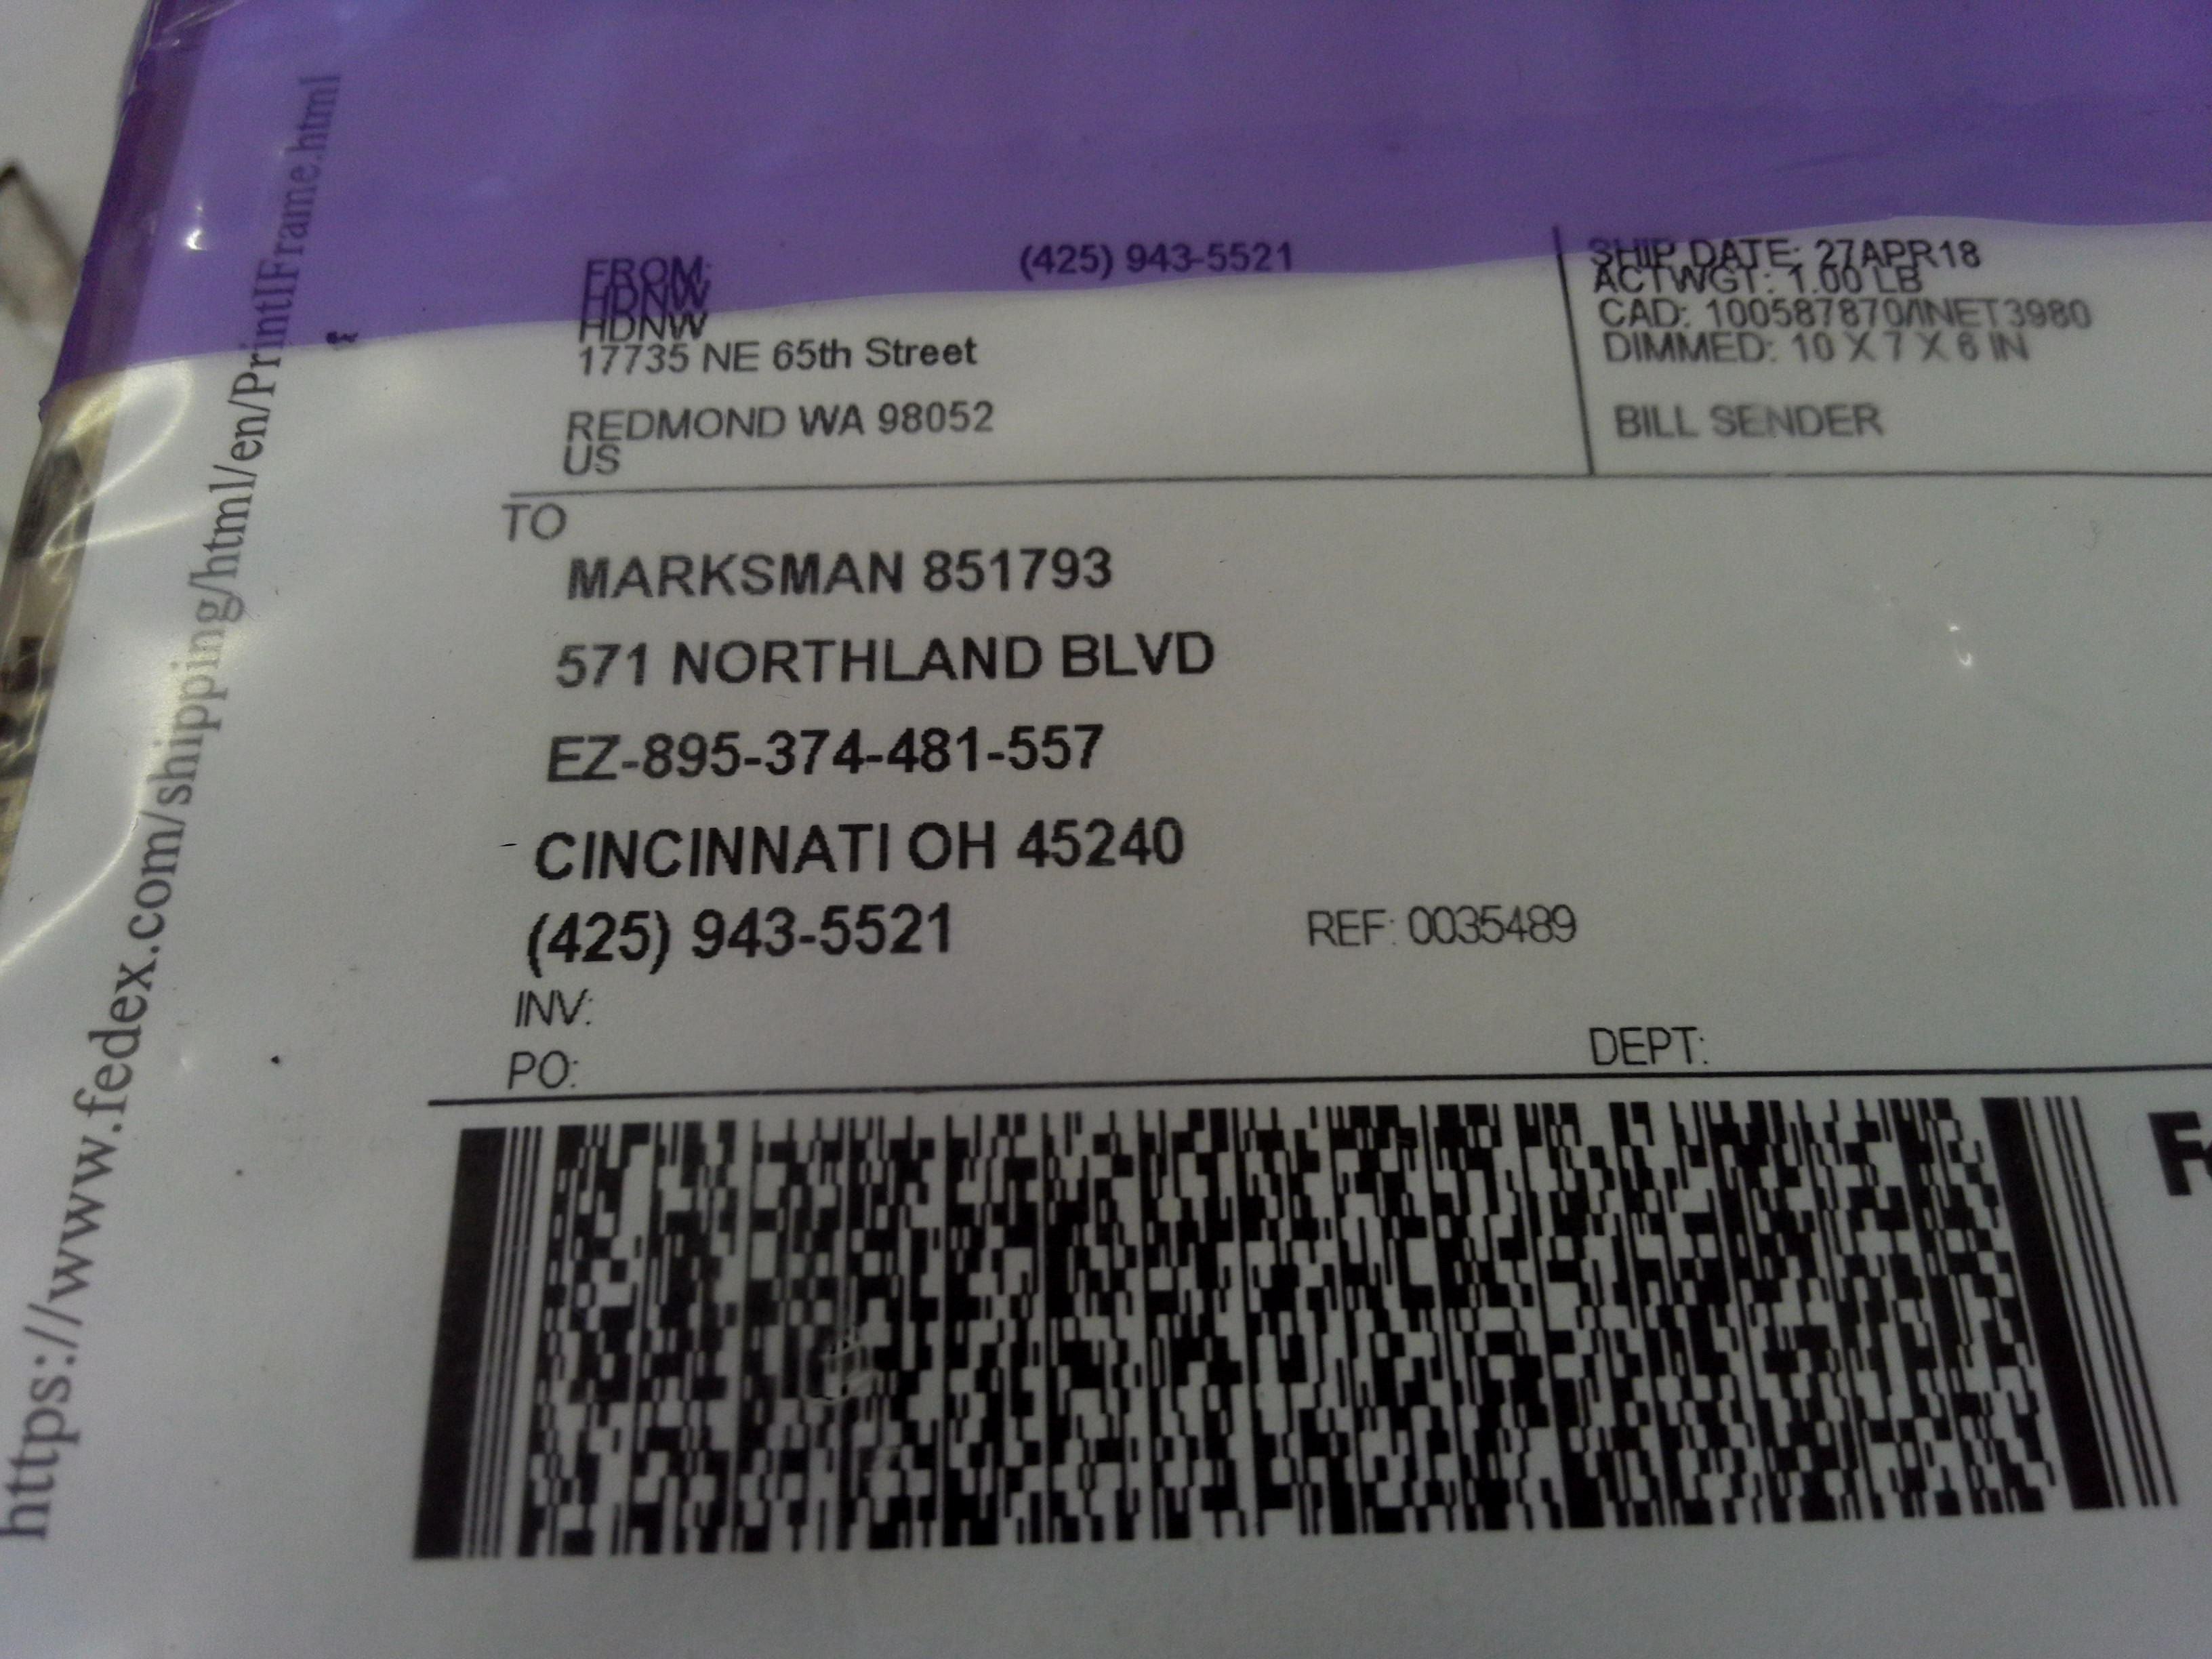 https://www.fedex.com/shipping/html/en/PrintIFrame.html
FROM: (425) 943-5521
HDNW
HDNW
17735 NE 65th Street
REDMOND WA 98052
US
SHIP DATE: 27APR18
ACTWGT: 1.00 LB
CAD: 100587870/INET3980
DIMMED: 10 X 7 X 6 IN
BILL SENDER
TO
MARKSMAN 851793
571 NORTHLAND BLVD
EZ-895-374-481-557
CINCINNATI OH 45240
(425) 943-5521
REF: 0035489
INV:
PO:
DEPT: